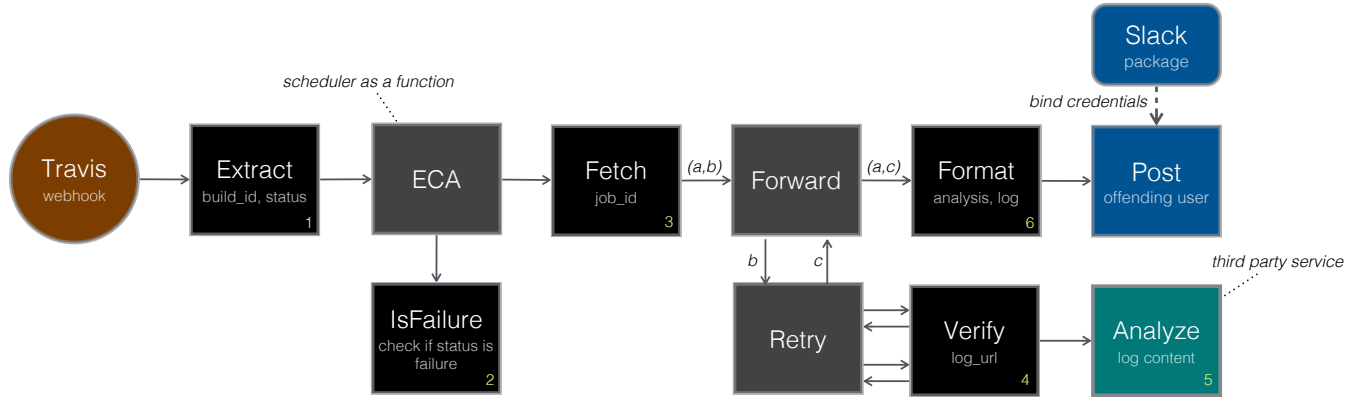 Slack
package
scheduler as a function
bind credentials
Travis
webhook
Extract
build_id, status
1
ECA
Fetch
job_id
3
(a,b)
Forward
(a,c)
Format
analysis, log
6
Post
offending user
b
c
third party service
IsFailure
check if status is
failure
2
Retry
Verify
log_url
4
Analyze
log content
5